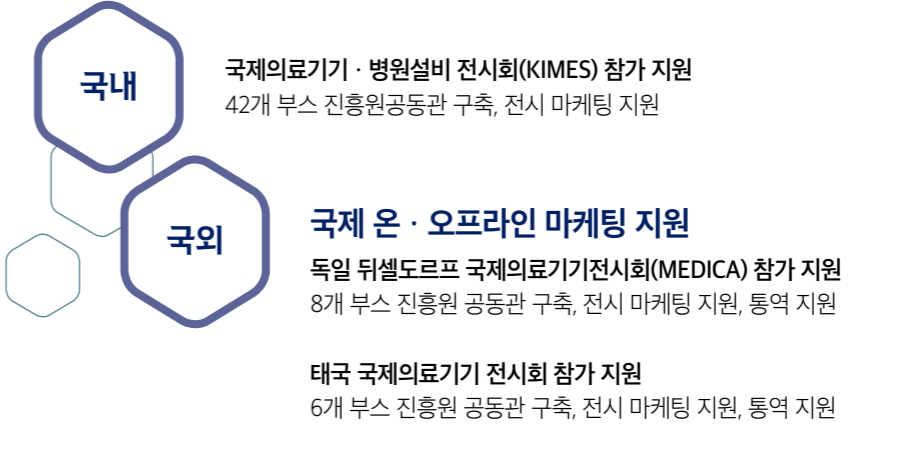 국내
국제의료기기 · 병원설비 전시회(KIMES) 참가 지원
42개 부스 진흥원공동관 구축, 전시 마케팅 지원
국외
국제 온 · 오프라인 마케팅 지원
독일 뒤셀도르프 국제의료기기전시회(MEDICA) 참가 지원
8개 부스 진흥원 공동관 구축, 전시 마케팅 지원, 통역 지원
태국 국제의료기기 전시회 참가 지원
6개 부스 진흥원 공동관 구축, 전시 마케팅 지원, 통역 지원